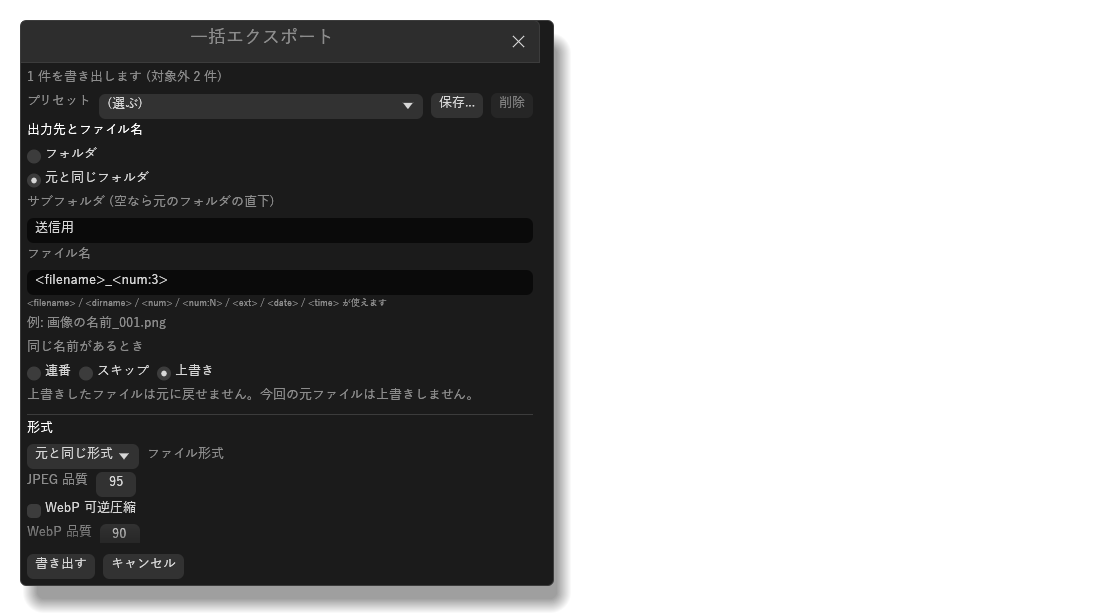 一括エクスポート
1 件を書き出します (対象外 2 件)
プリセット (選ぶ) 保存... 削除
出力先とファイル名
フォルダ
元と同じフォルダ
サブフォルダ (空なら元のフォルダの直下)
送信用
ファイル名
<filename>_<num:3>
<filename> / <dirname> / <num> / <num:N> / <ext> / <date> / <time> が使えます
例: 画像の名前_001.png
同じ名前があるとき
連番 スキップ 上書き
上書きしたファイルは元に戻せません。今回の元ファイルは上書きしません。
形式
元と同じ形式 ファイル形式
JPEG 品質 95
WebP 可逆圧縮
WebP 品質 90
書き出す キャンセル